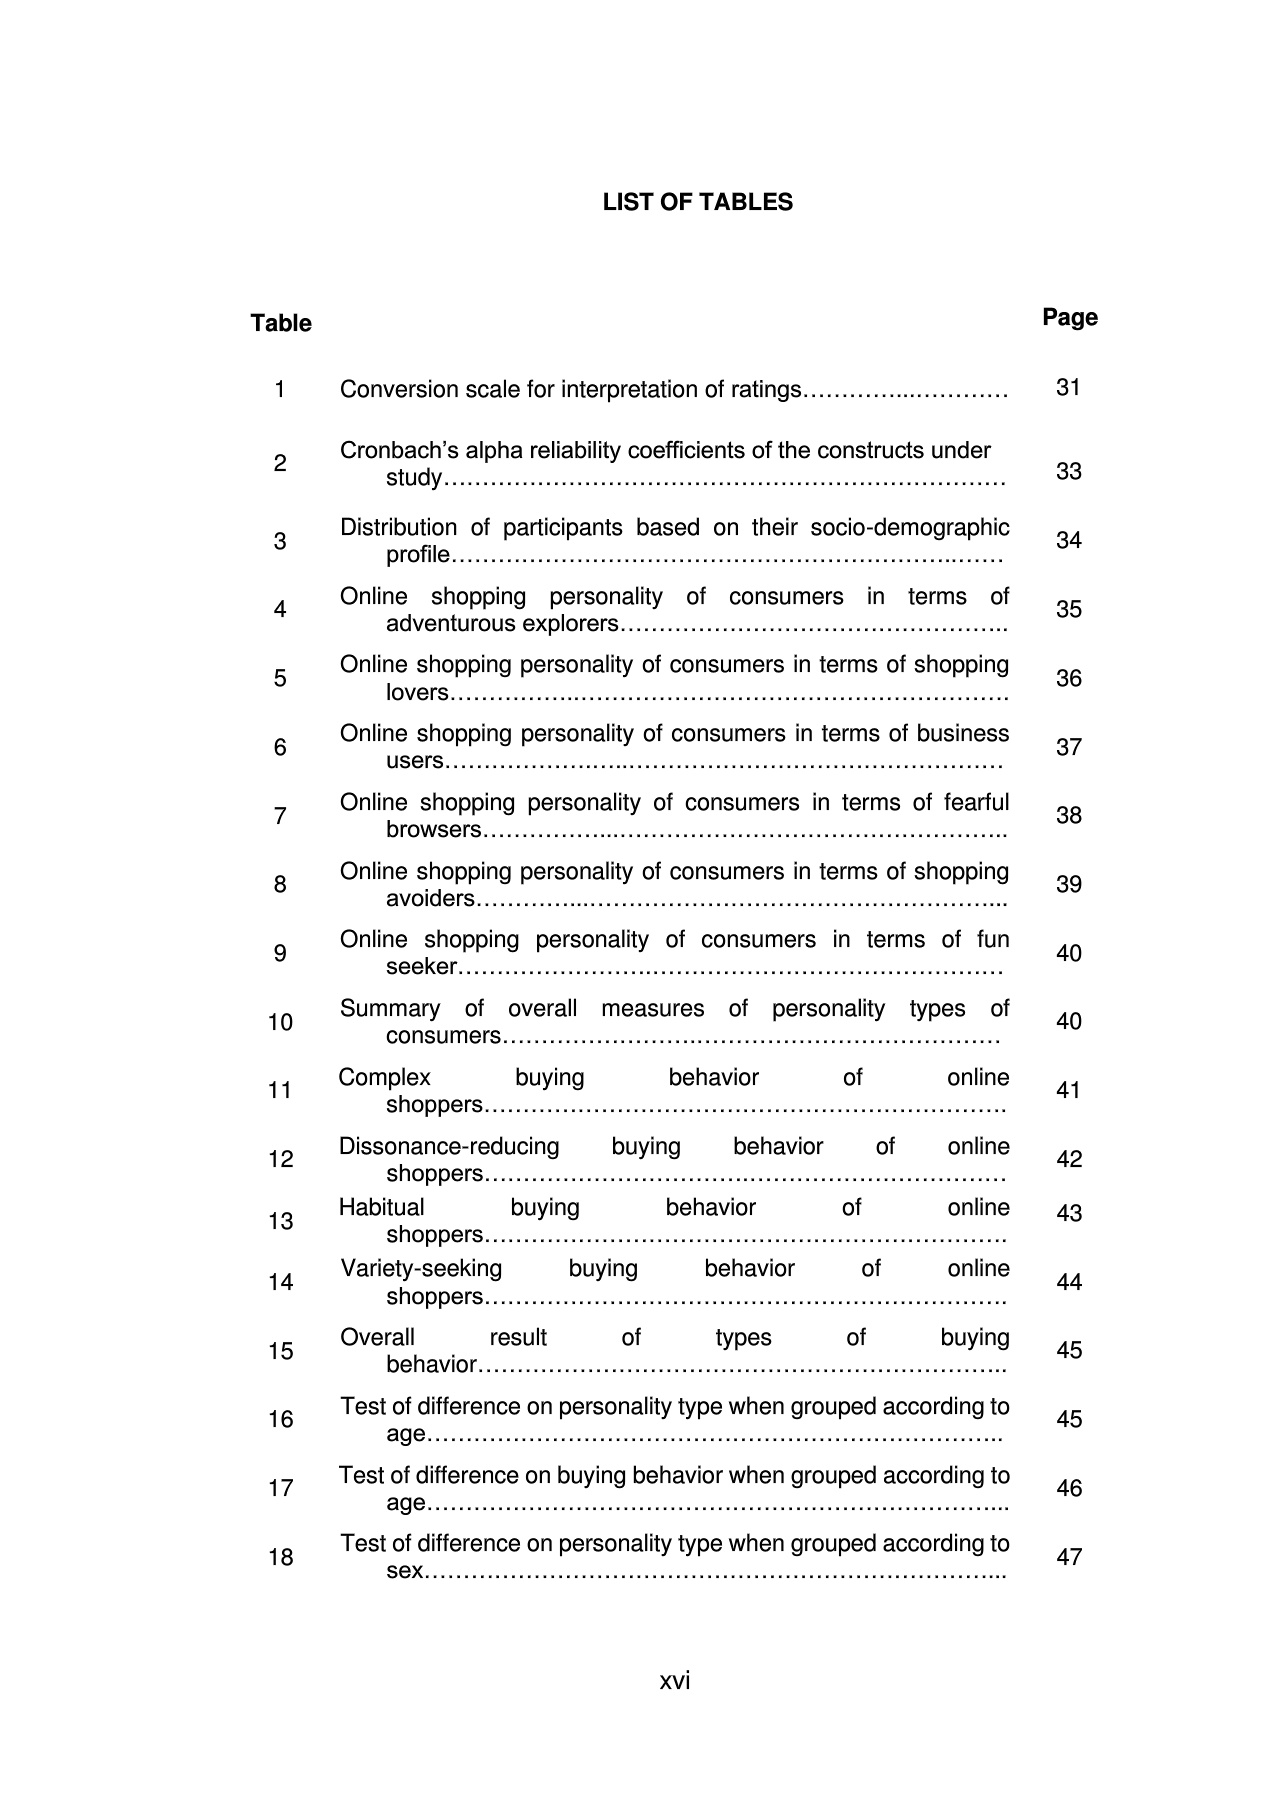 LIST OF TABLES
Table
Page
1 Conversion scale for interpretation of ratings…………...………… 31
2 Cronbach’s alpha reliability coefficients of the constructs under
study……………………………………………………………… 33
3 Distribution of participants based on their socio-demographic
profile………………………………………………………..…… 34
4 Online shopping personality of consumers in terms of
adventurous explorers………………………………………….. 35
5 Online shopping personality of consumers in terms of shopping
lovers……………..………………………………………………. 36
6 Online shopping personality of consumers in terms of business
users…………………..………………………………………… 37
7 Online shopping personality of consumers in terms of fearful
browsers……………...………………………………………….. 38
8 Online shopping personality of consumers in terms of shopping
avoiders…………...……………………………………………... 39
9 Online shopping personality of consumers in terms of fun
seeker…………………………………………………………… 40
10 Summary of overall measures of personality types of
consumers…………………….………………………………… 40
11 Complex buying behavior of online
shoppers…………………………………………………………. 41
12 Dissonance-reducing buying behavior of online
shoppers…………………………….…………………………… 42
13 Habitual buying behavior of online
shoppers…………………………………………………………. 43
14 Variety-seeking buying behavior of online
shoppers…………………………………………………………. 44
15 Overall result of types of buying
behavior………………………………………………………….. 45
16 Test of difference on personality type when grouped according to
age……………………………………………………………….. 45
17 Test of difference on buying behavior when grouped according to
age………………………………………………………………... 46
18 Test of difference on personality type when grouped according to
sex………………………………………………………………... 47
xvi